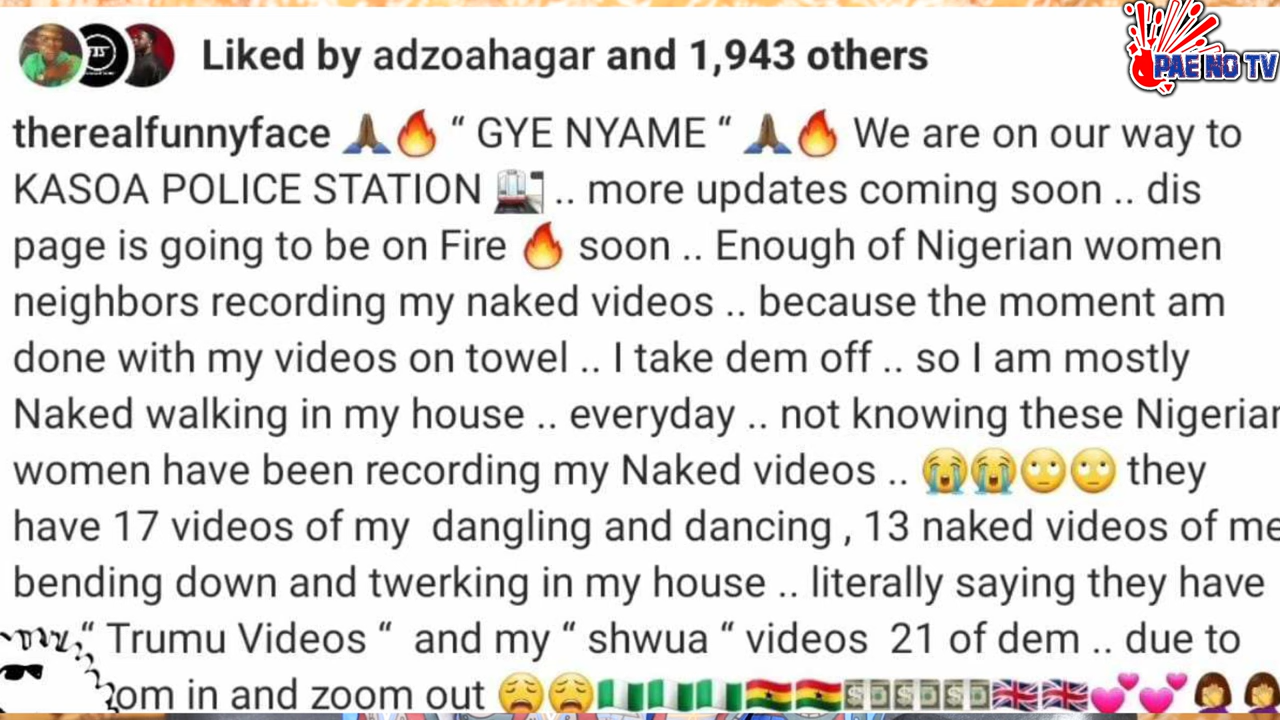 Liked by adzoahagar and 1,943 others
PAE NO TV
therealfunnyface 🙏🏾🔥 “ GYE NYAME “ 🙏🏾🔥 We are on our way to
KASOA POLICE STATION 🚉 .. more updates coming soon .. dis
page is going to be on Fire 🔥 soon .. Enough of Nigerian women
neighbors recording my naked videos .. because the moment am
done with my videos on towel .. I take dem off .. so I am mostly
Naked walking in my house .. everyday .. not knowing these Nigerian
women have been recording my Naked videos .. 😭😭🙄🙄 they
have 17 videos of my dangling and dancing , 13 naked videos of me
bending down and twerking in my house .. literally saying they have
“ Trumu Videos “ and my “ shwua “ videos 21 of dem .. due to
in and zoom out 😩😩🇳🇬🇳🇬🇳🇬🇬🇭🇬🇭💵💵💵🇬🇧🇬🇧💕💕🤦🏾‍♀️🤦🏾‍♀️